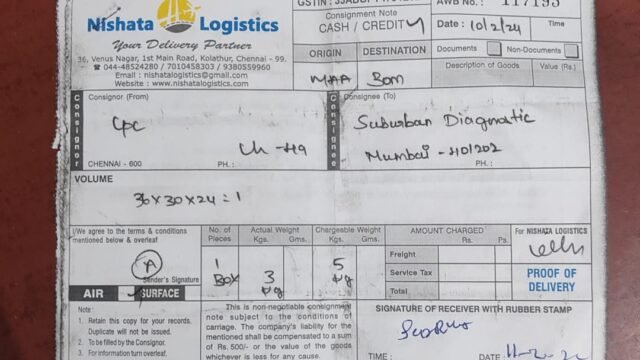 Nishata Logistics
Your Delivery Partner
36, Venus Nagar, 1st Main Road, Kolathur, Chennai - 99.
☎ 044-48524280 / 7010458303 / 9380559960
Email : nishatalogistics@gmail.com
Website : www.nishatalogistics.com
GSTIN :
Consignment Note
CASH / CREDIT
AWB No. : 117193
Date : 10/2/24 Time
ORIGIN DESTINATION
MAA Bom
Documents Non-Documents
Description of Goods Value (Rs.)
Consignor
Consignor (From)
Cpc
Ch - 49
CHENNAI - 600 PH. :
Consignee
Consignee (To)
Suburban Diagnostic
Mumbai - 401202
PH. :
VOLUME
36 x 30 x 24 = 1
I/We agree to the terms & conditions
mentioned below & overleaf
A
Sender's Signature
AIR SURFACE
No. of Pieces
1
BOX
Actual Weight
Kgs. Gms.
3
kg
Chargeable Weight
Kgs. Gms.
5
kg
AMOUNT CHARGED
Rs. Ps.
Freight
Service Tax
Total
For NISHATA LOGISTICS
PROOF OF
DELIVERY
Note :
1. Retain this copy for your records.
Duplicate will not be issued.
2. To be filled by the Consignor.
3. For information turn overleaf.
This is non-negotiable consignment
note subject to the conditions of
carriage. The company's liability for
the shipment shall be compensated to a
sum of Rs. 500/- or the value of the goods
whichever is less for any cause.
SIGNATURE OF RECEIVER WITH RUBBER STAMP
TIME : DATE